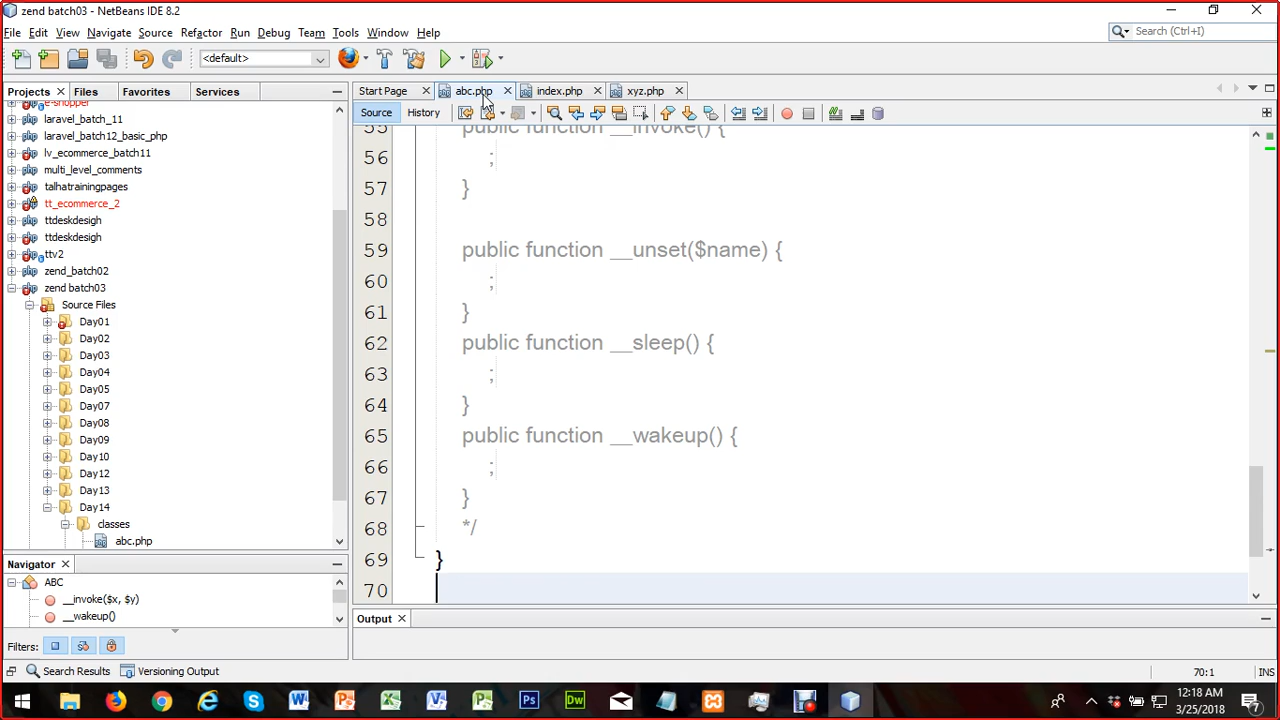 zend batch03 - NetBeans IDE 8.2
File Edit View Navigate Source Refactor Run Debug Team Tools Window Help
Search (Ctrl+I)
<default>
Projects Files Favorites Services
e-shopper
laravel_batch_11
laravel_batch12_basic_php
lv_ecommerce_batch11
multi_level_comments
talhatrainingpages
tt_ecommerce_2
ttdeskdesigh
ttdeskdesigh
ttv2
zend_batch02
zend batch03
Source Files
Day01
Day02
Day03
Day04
Day05
Day07
Day08
Day09
Day10
Day12
Day13
Day14
classes
abc.php
Navigator
ABC
__invoke($x, $y)
__wakeup()
Filters:
Start Page abc.php index.php xyz.php
Source History
55 public function __invoke() {
56 ;
57 }
58
59 public function __unset($name) {
60 ;
61 }
62 public function __sleep() {
63 ;
64 }
65 public function __wakeup() {
66 ;
67 }
68 */
69 }
70
Output
Search Results Versioning Output
70:1 INS
12:18 AM
3/25/2018
7